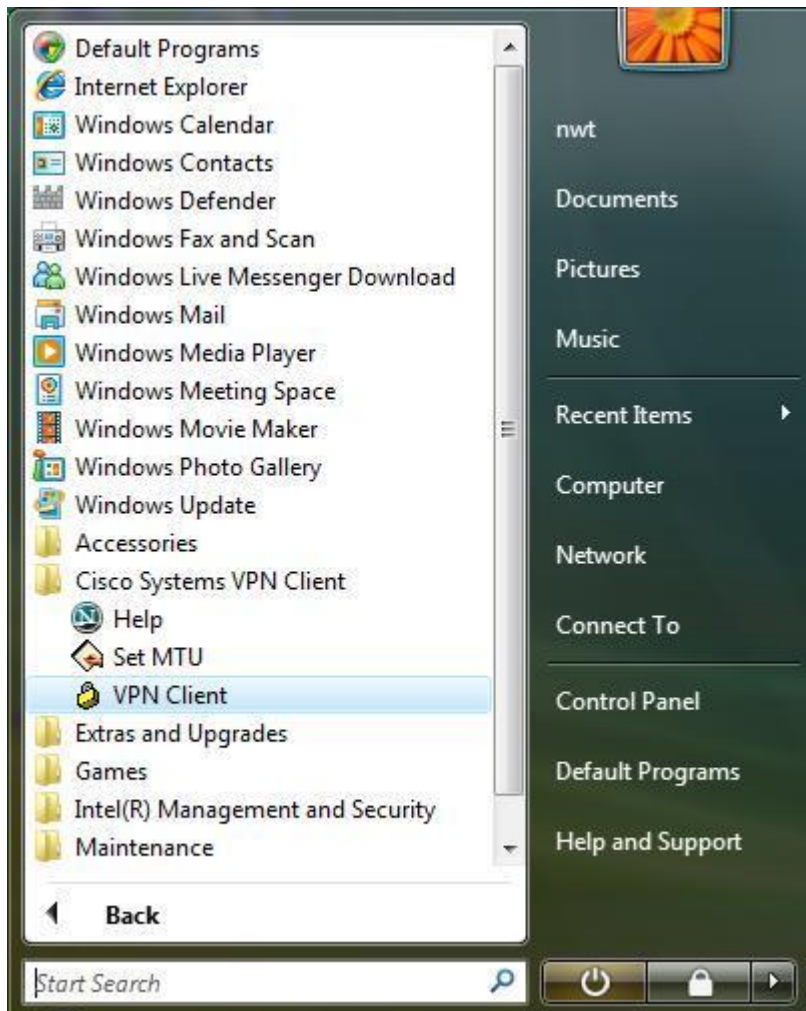 Default Programs
Internet Explorer
Windows Calendar
Windows Contacts
Windows Defender
Windows Fax and Scan
Windows Live Messenger Download
Windows Mail
Windows Media Player
Windows Meeting Space
Windows Movie Maker
Windows Photo Gallery
Windows Update
Accessories
Cisco Systems VPN Client
Help
Set MTU
VPN Client
Extras and Upgrades
Games
Intel(R) Management and Security
Maintenance
Back
Start Search
nwt
Documents
Pictures
Music
Recent Items
Computer
Network
Connect To
Control Panel
Default Programs
Help and Support